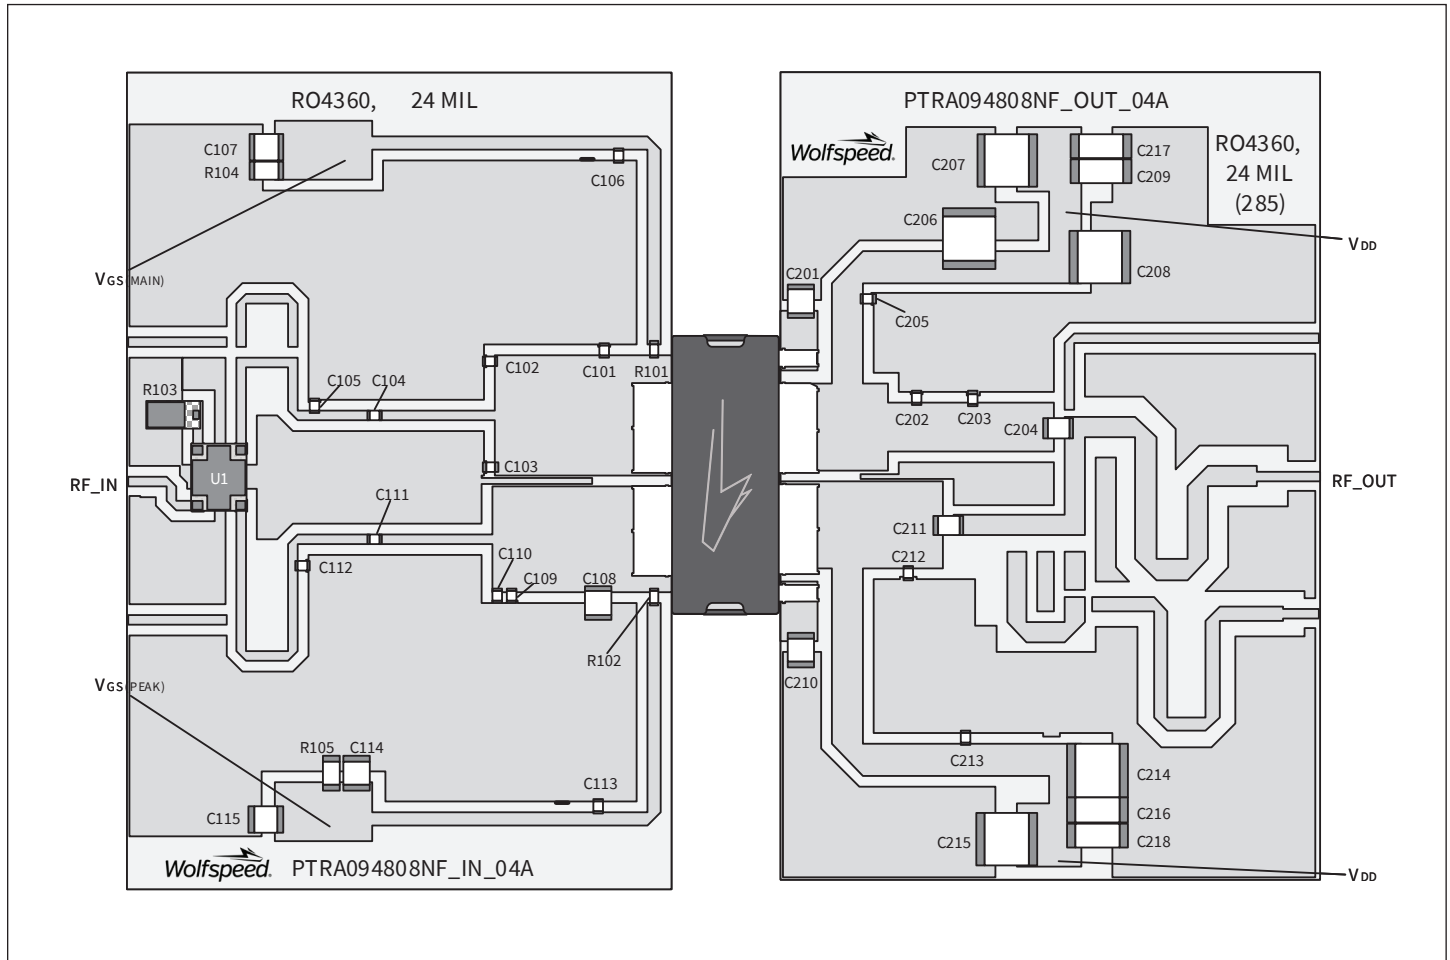 RO4360, 24 MIL
C107
R104
C106
VGS(MAIN)
C105
C104
C102
C101
R101
R103
U1
RF_IN
C103
C111
C112
C110
C109
C108
R102
VGS(PEAK)
R105
C114
C113
C115
Wolfspeed.
PTRA094808NF_IN_04A
PTRA094808NF_OUT_04A
Wolfspeed.
RO4360,
24 MIL
(285)
C207
C217
C209
C206
VDD
C208
C201
C205
C202
C203
C204
RF_OUT
C211
C212
C210
C213
C214
C216
C215
C218
VDD